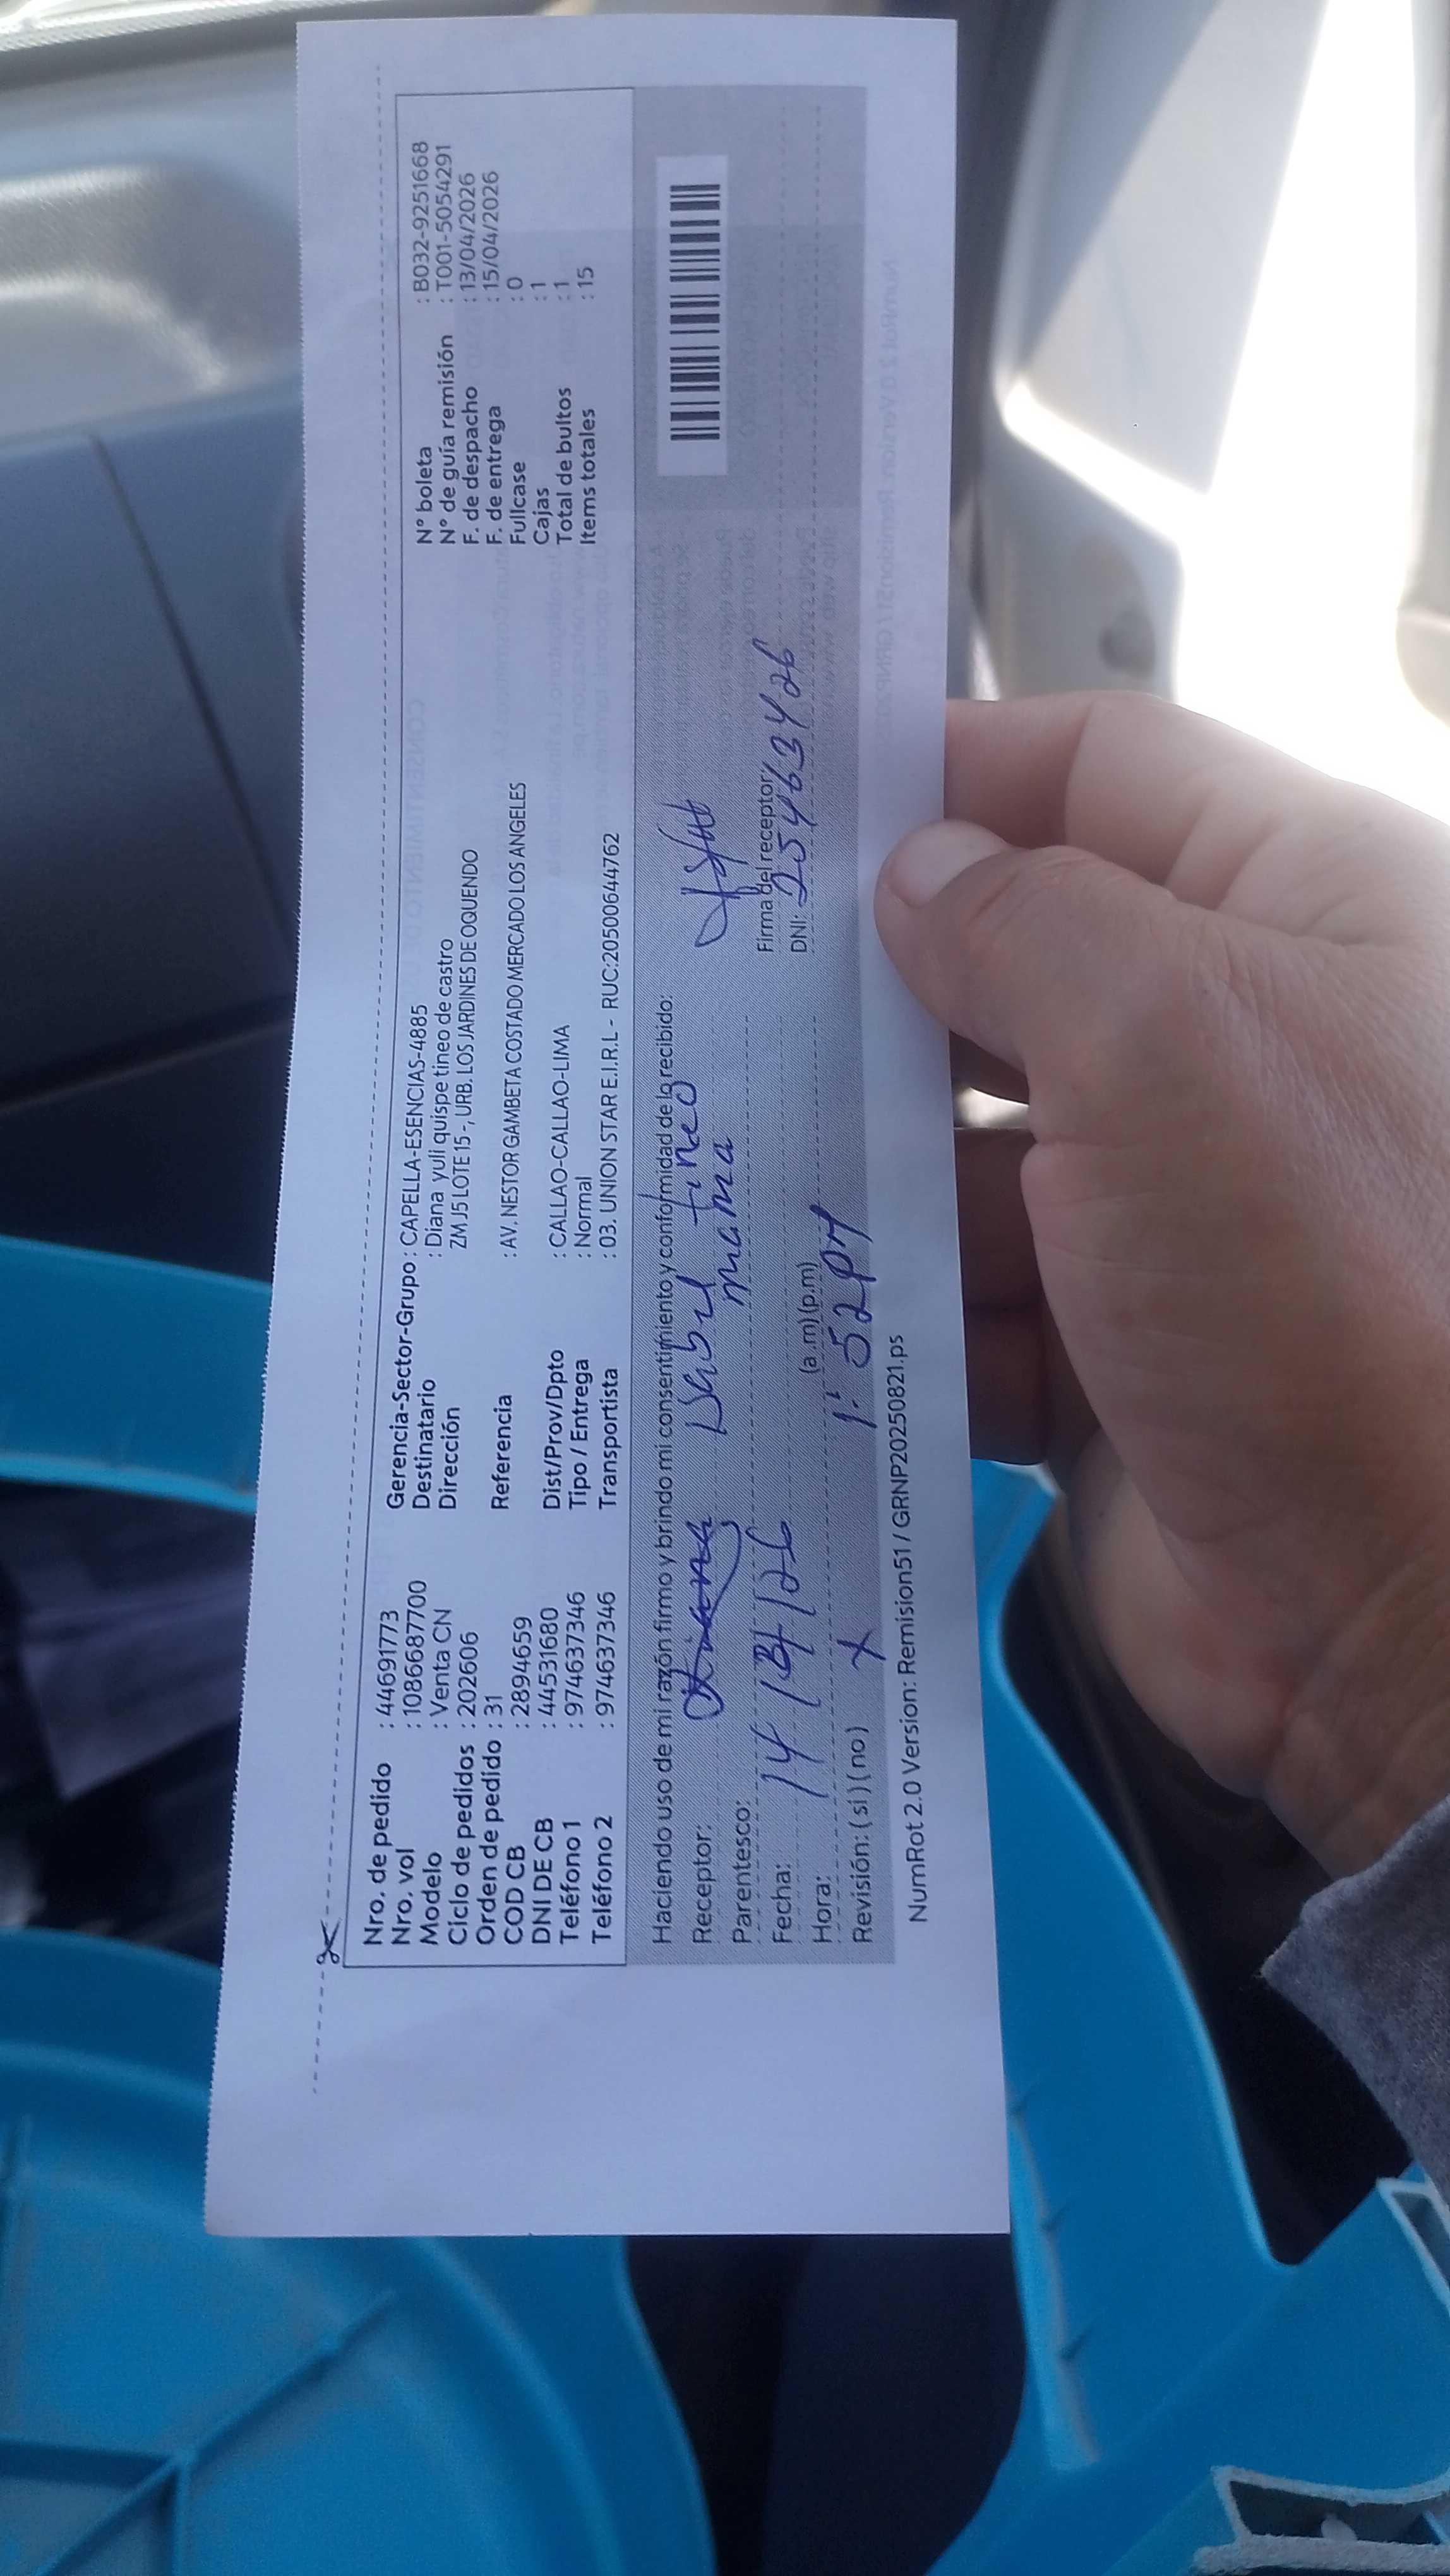 Nro. de pedido : 44691773
Nro. vol : 1086687700
Modelo : Venta CN
Ciclo de pedidos : 202606
Orden de pedido : 31
COD CB : 2894659
DNI DE CB : 44531680
Teléfono 1 : 974637346
Teléfono 2 : 974637346
Gerencia-Sector-Grupo : CAPELLA-ESENCIAS-4885
Destinatario : Diana yuli quispe tineo de castro
Dirección ZM J5 LOTE 15 -, URB. LOS JARDINES DE OQUENDO
Referencia : AV. NESTOR GAMBETA COSTADO MERCADO LOS ANGELES
Dist/Prov/Dpto : CALLAO-CALLAO-LIMA
Tipo / Entrega : Normal
Transportista : 03. UNION STAR E.I.R.L - RUC:20500644762
N° boleta : B032-9251668
N° de guía remisión : T001-5054291
F. de despacho : 13/04/2026
F. de entrega : 15/04/2026
Fullcase : 0
Cajas : 1
Total de bultos : 1
Items totales : 15
Haciendo uso de mi razón firmo y brindo mi consentimiento y conformidad de lo recibido:
Receptor: tineo
Parentesco: mama
Fecha: 14 / / 26
Hora: (a.m) (p.m) 1: 52 PM
Revisión: ( si ) ( no ) X
Firma del receptor:
DNI: 25463426
NumRot 2.0 Version: Remision51 / GRNP20250821.ps